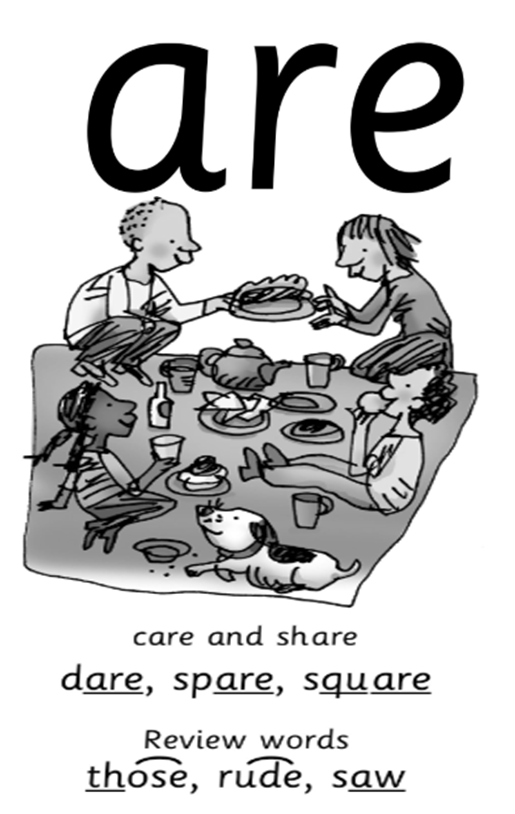 are
care and share
dare, spare, square
Review words
those, rude, saw